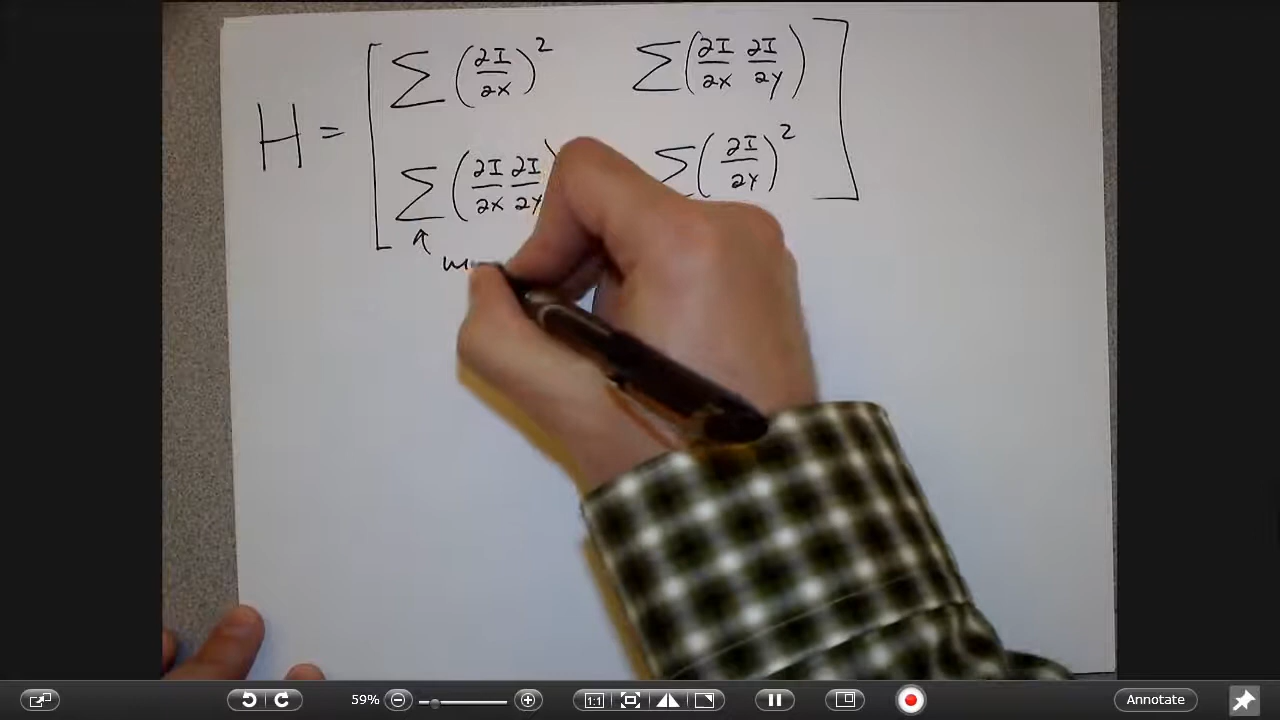 H = [ ∑ (∂I/∂x)² ∑ (∂I/∂x ∂I/∂y) ]
[ ∑ (∂I/∂x ∂I/∂y) ∑ (∂I/∂y)² ]
↑
59%
1:1
Annotate